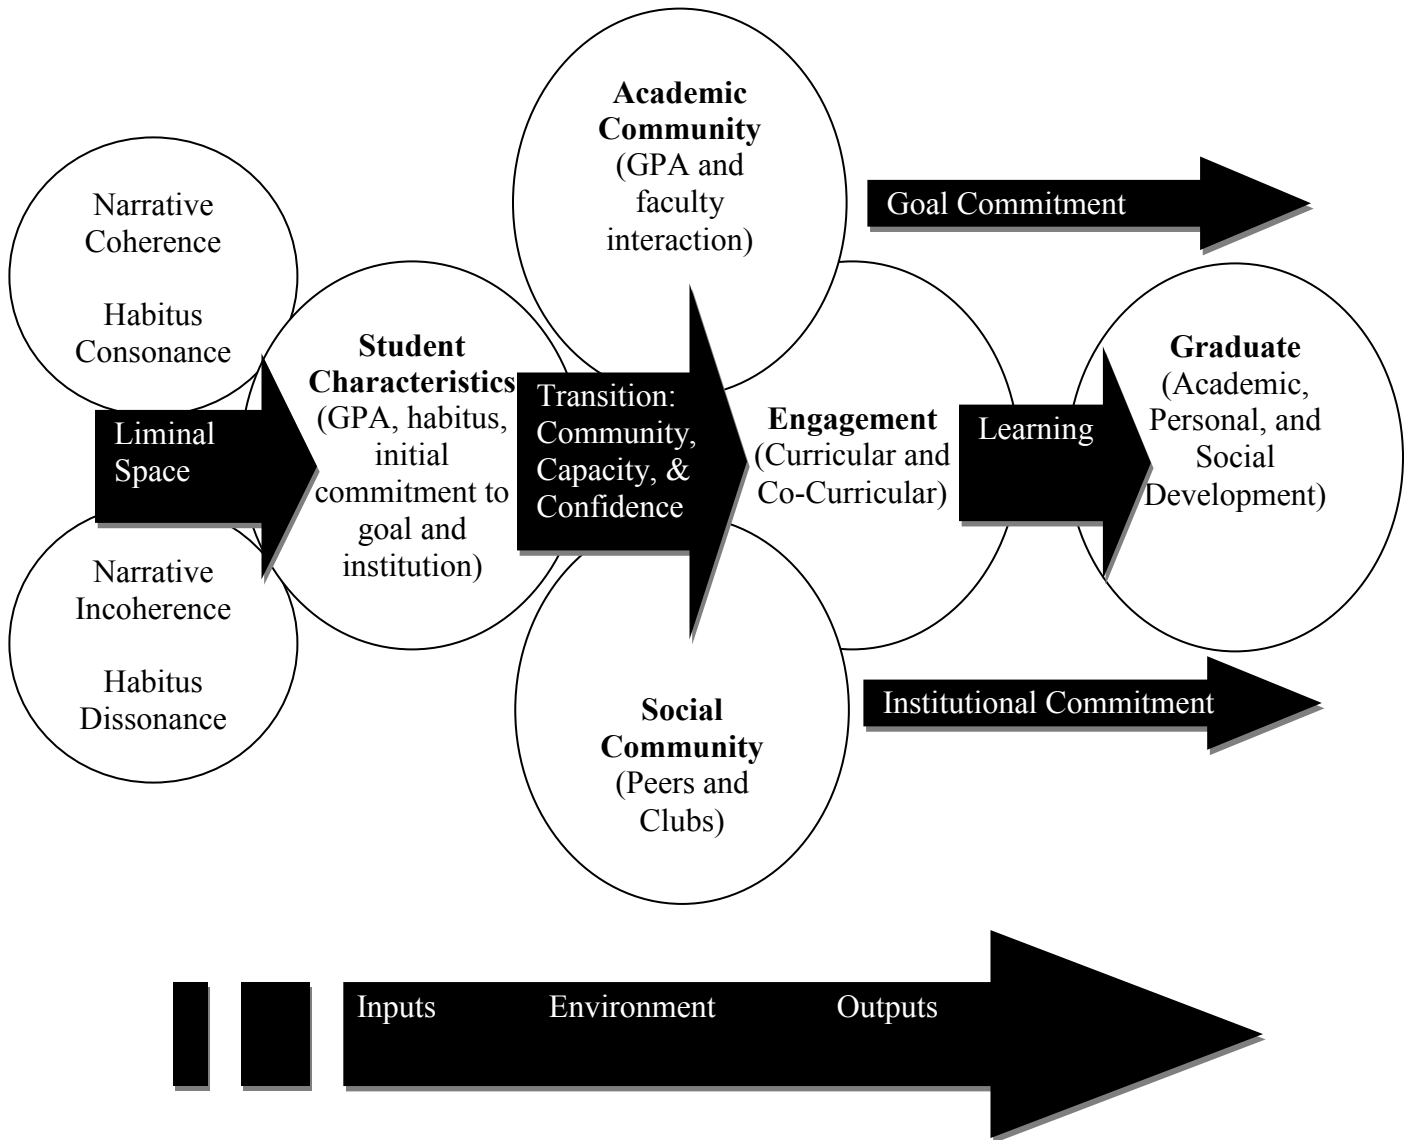 Narrative
Coherence
Habitus
Consonance
Liminal
Space
Narrative
Incoherence
Habitus
Dissonance
Student
Characteristics
(GPA, habitus,
initial
commitment to
goal and
institution)
Academic
Community
(GPA and
faculty
interaction)
Transition:
Community,
Capacity, &
Confidence
Social
Community
(Peers and
Clubs)
Engagement
(Curricular and
Co-Curricular)
Goal Commitment
Learning
Institutional Commitment
Graduate
(Academic,
Personal, and
Social
Development)
Inputs Environment Outputs